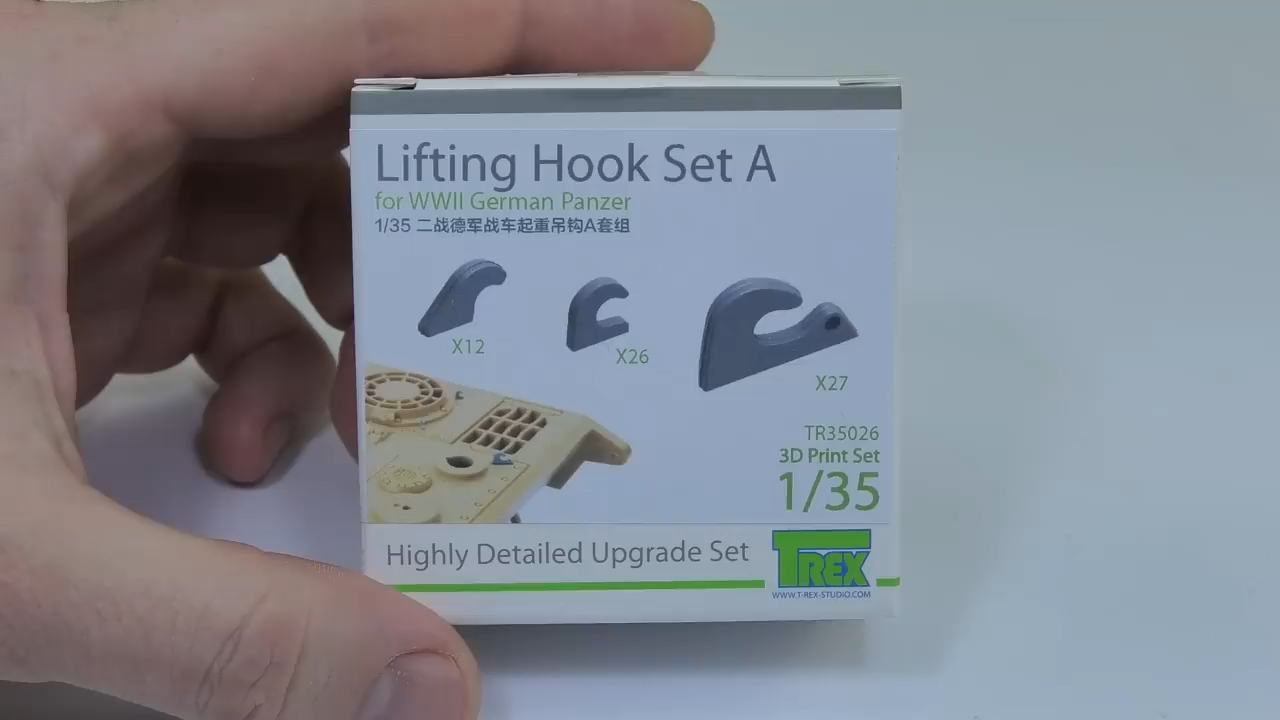 Lifting Hook Set A
for WWII German Panzer
1/35 二战德军战车起重吊钩A套组
X12
X26
X27
TR35026
3D Print Set
1/35
Highly Detailed Upgrade Set
T-REX
WWW.T-REX-STUDIO.COM